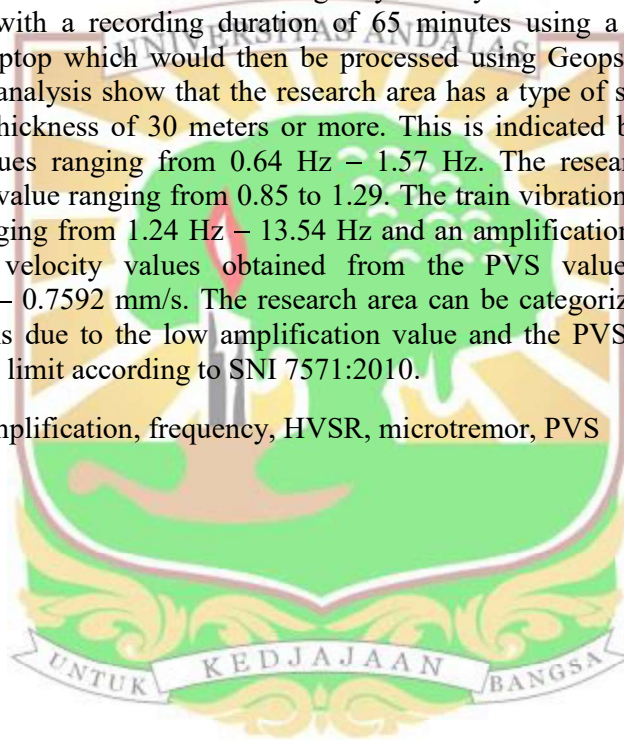 with a recording duration of 65 minutes using a
ptop which would then be processed using Geops
analysis show that the research area has a type of s
hickness of 30 meters or more. This is indicated b
ues ranging from 0.64 Hz – 1.57 Hz. The resear
value ranging from 0.85 to 1.29. The train vibration
ging from 1.24 Hz – 13.54 Hz and an amplification
velocity values obtained from the PVS value
– 0.7592 mm/s. The research area can be categoriz
s due to the low amplification value and the PVS
limit according to SNI 7571:2010.
nplification, frequency, HVSR, microtremor, PVS
UNIVERSITAS ANDALAS
UNTUK KEDJAJAAN BANGSA